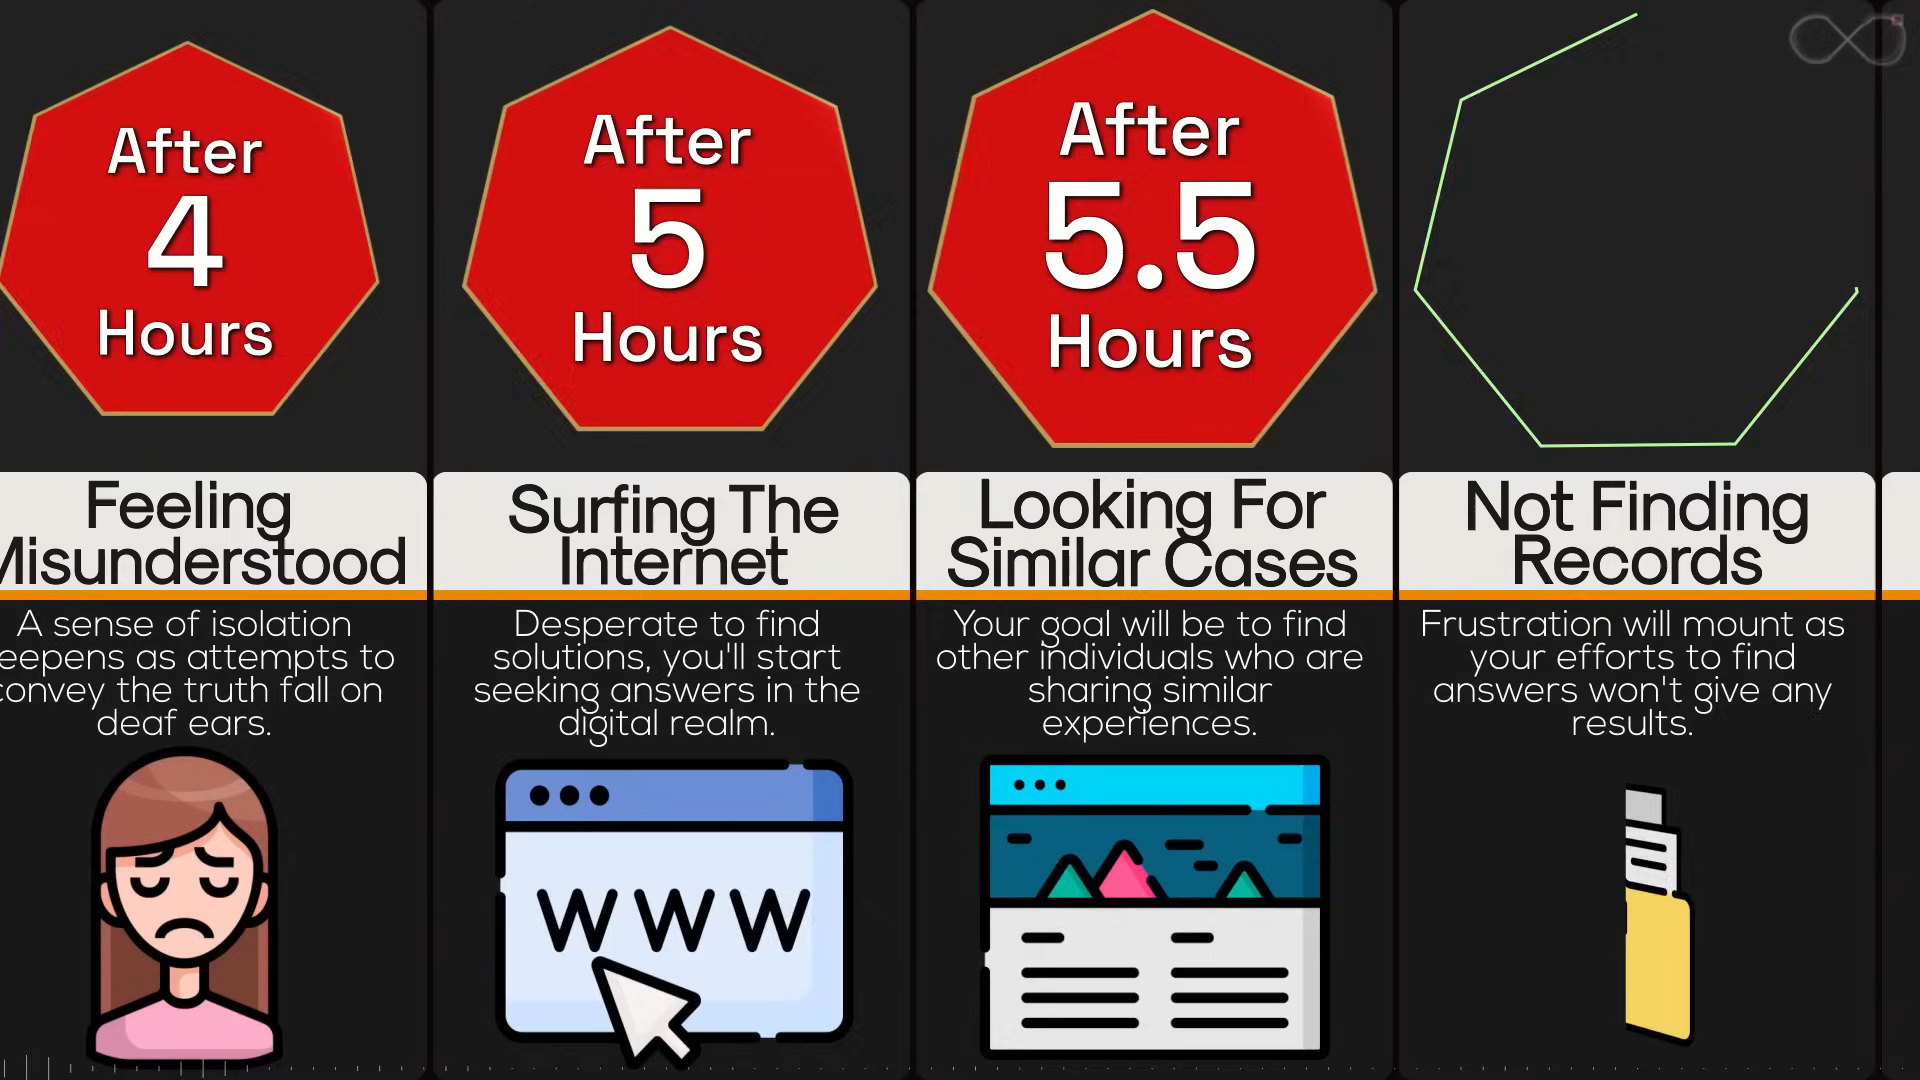 After
4
Hours
Feeling
Misunderstood
A sense of isolation
eepens as attempts to
convey the truth fall on
deaf ears.
After
5
Hours
Surfing The
Internet
Desperate to find
solutions, you'll start
seeking answers in the
digital realm.
WWW
After
5.5
Hours
Looking For
Similar Cases
Your goal will be to find
other individuals who are
sharing similar
experiences.
Not Finding
Records
Frustration will mount as
your efforts to find
answers won't give any
results.